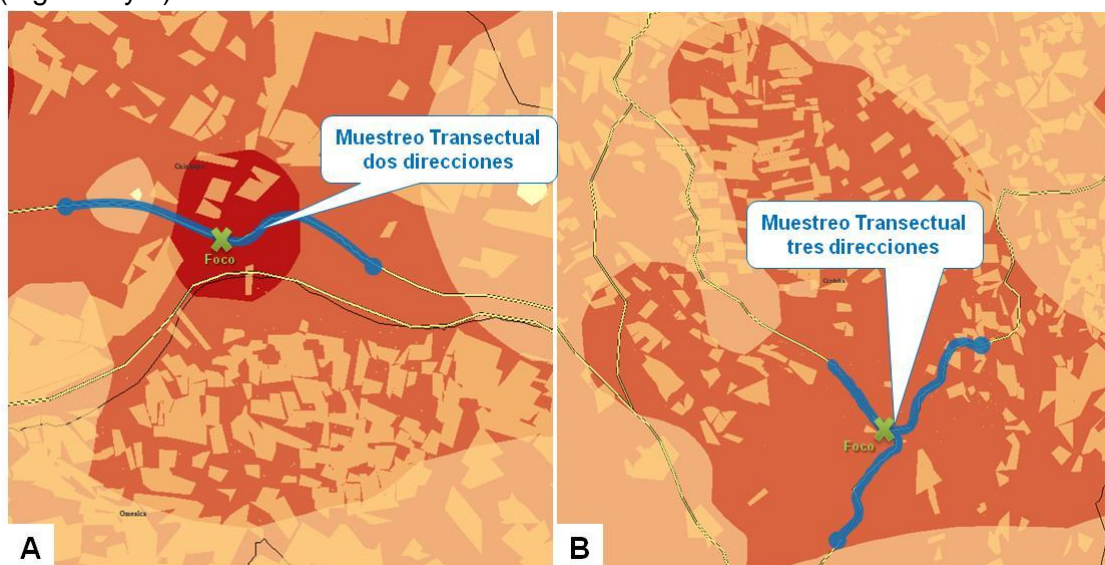 Muestreo Transectual
dos direcciones
Foco
A
Muestreo Transectual
tres direcciones
Foco
B